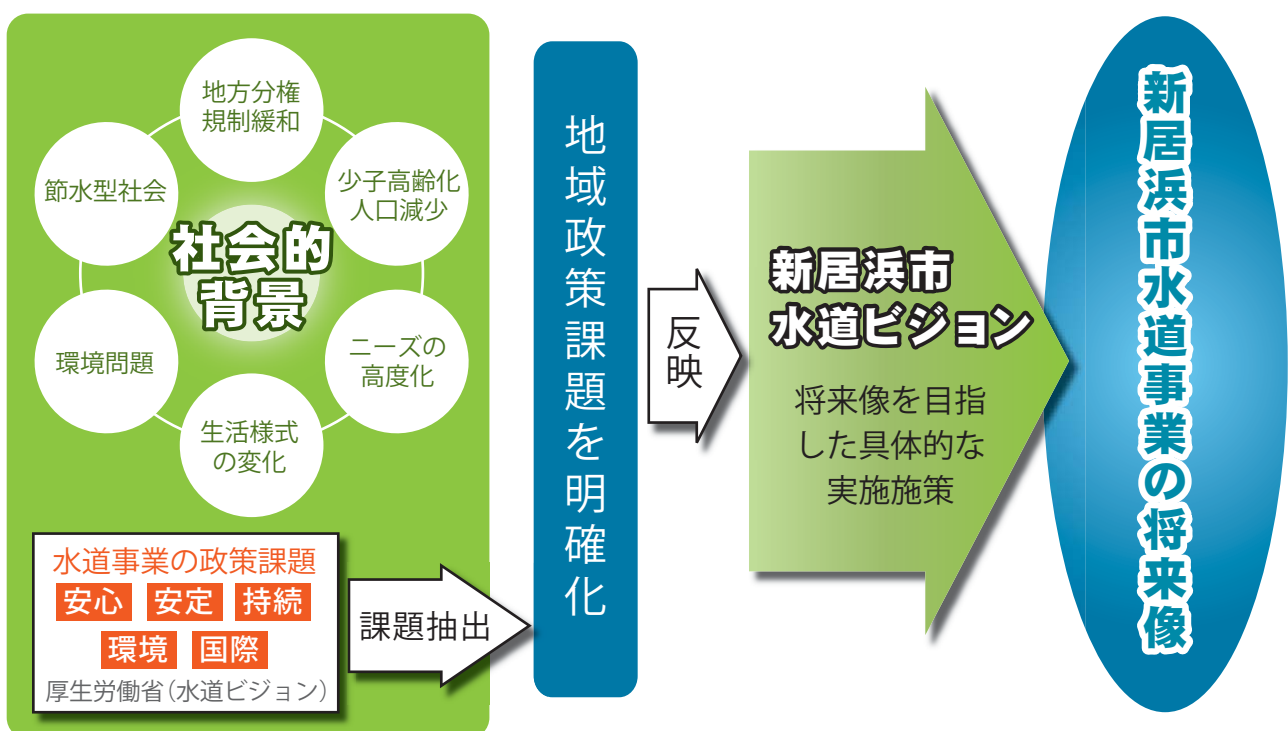 地方分権
規制緩和
少子高齢化
人口減少
ニーズの
高度化
生活様式
の変化
環境問題
節水型社会
社会的
背景
水道事業の政策課題
安心 安定 持続
環境 国際
厚生労働省（水道ビジョン）
課題抽出
地域政策課題を明確化
反映
新居浜市
水道ビジョン
将来像を目指
した具体的な
実施施策
新居浜市水道事業の将来像